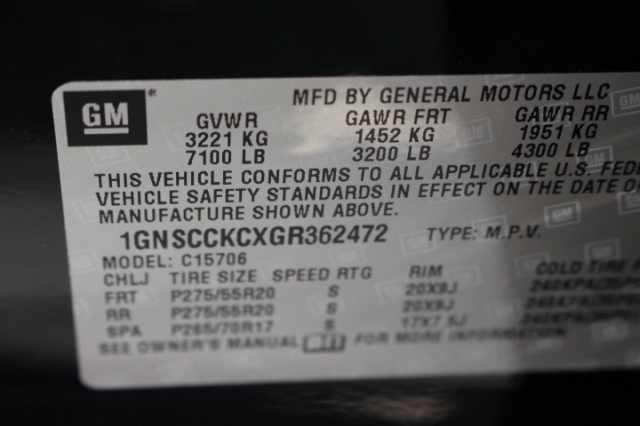 GM
MFD BY GENERAL MOTORS LLC
GVWR GAWR FRT GAWR RR
3221 KG 1452 KG 1951 KG
7100 LB 3200 LB 4300 LB
THIS VEHICLE CONFORMS TO ALL APPLICABLE U.S. FED
VEHICLE SAFETY STANDARDS IN EFFECT ON THE DATE O
MANUFACTURE SHOWN ABOVE.
1GNSCCKCXGR362472 TYPE: M.P.V.
MODEL: C15706
CHLJ TIRE SIZE SPEED RTG RIM COLD TIRE
FRT P275/55R20 S 20X9J
RR P275/55R20 S 20X9J
SPA P265/70R17 S 17X7.5J
SEE OWNER'S MANUAL FOR MORE INFORMATION